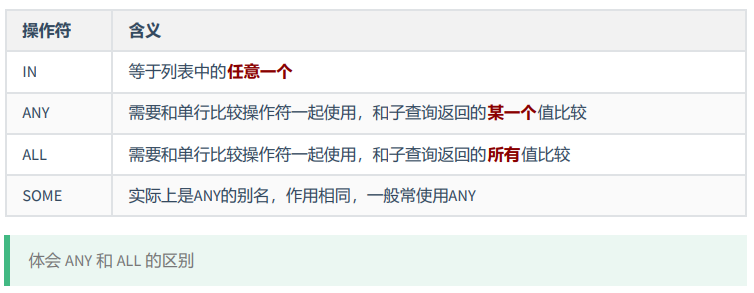 操作符 含义
IN 等于列表中的任意一个
ANY 需要和单行比较操作符一起使用，和子查询返回的某一个值比较
ALL 需要和单行比较操作符一起使用，和子查询返回的所有值比较
SOME 实际上是ANY的别名，作用相同，一般常使用ANY
体会 ANY 和 ALL 的区别